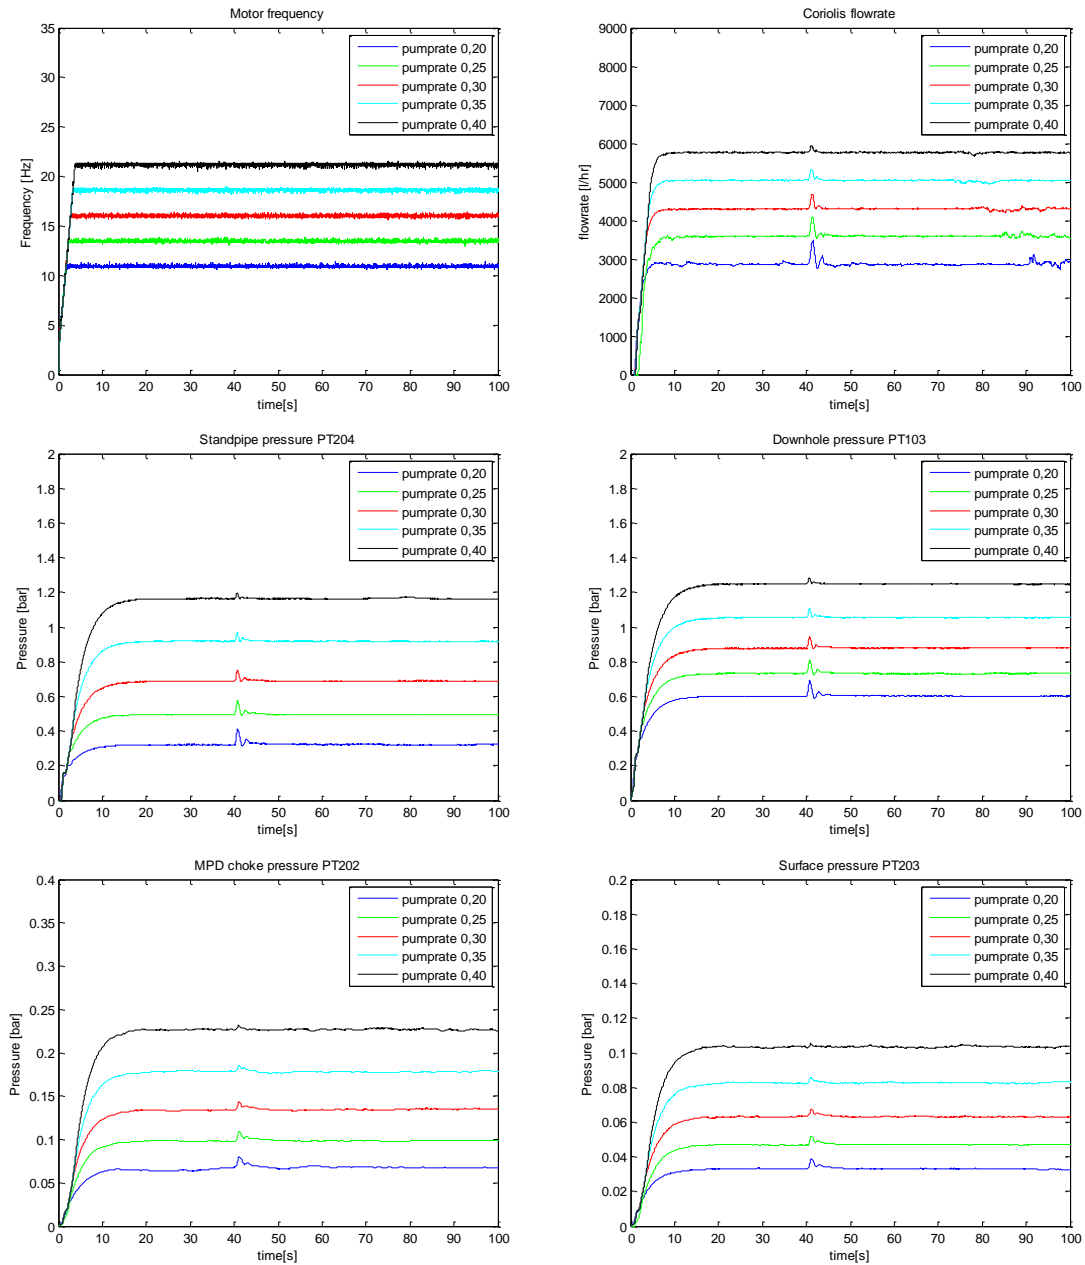 Motor frequency
35
30
25
20
15
10
5
0
Frequency [Hz]
0 10 20 30 40 50 60 70 80 90 100
time[s]
pumprate 0,20
pumprate 0,25
pumprate 0,30
pumprate 0,35
pumprate 0,40
Coriolis flowrate
9000
8000
7000
6000
5000
4000
3000
2000
1000
0
flowrate [l/hr]
0 10 20 30 40 50 60 70 80 90 100
time[s]
pumprate 0,20
pumprate 0,25
pumprate 0,30
pumprate 0,35
pumprate 0,40
Standpipe pressure PT204
2
1.8
1.6
1.4
1.2
1
0.8
0.6
0.4
0.2
0
Pressure [bar]
0 10 20 30 40 50 60 70 80 90 100
time[s]
pumprate 0,20
pumprate 0,25
pumprate 0,30
pumprate 0,35
pumprate 0,40
Downhole pressure PT103
2
1.8
1.6
1.4
1.2
1
0.8
0.6
0.4
0.2
0
Pressure [bar]
0 10 20 30 40 50 60 70 80 90 100
time[s]
pumprate 0,20
pumprate 0,25
pumprate 0,30
pumprate 0,35
pumprate 0,40
MPD choke pressure PT202
0.4
0.35
0.3
0.25
0.2
0.15
0.1
0.05
0
Pressure [bar]
0 10 20 30 40 50 60 70 80 90 100
time[s]
pumprate 0,20
pumprate 0,25
pumprate 0,30
pumprate 0,35
pumprate 0,40
Surface pressure PT203
0.2
0.18
0.16
0.14
0.12
0.1
0.08
0.06
0.04
0.02
0
Pressure [bar]
0 10 20 30 40 50 60 70 80 90 100
time[s]
pumprate 0,20
pumprate 0,25
pumprate 0,30
pumprate 0,35
pumprate 0,40